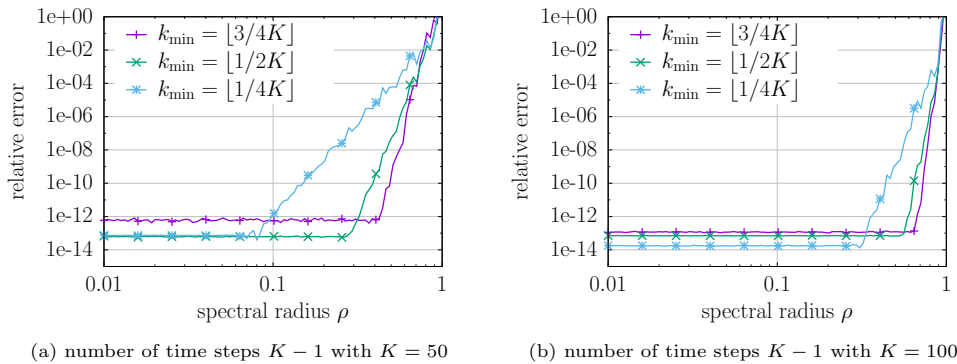 1e+00
1e-02
1e-04
1e-06
1e-08
1e-10
1e-12
1e-14
relative error
k_min = ⌊3/4K⌋
k_min = ⌊1/2K⌋
k_min = ⌊1/4K⌋
0.01 0.1 1
spectral radius ρ
(a) number of time steps K − 1 with K = 50
1e+00
1e-02
1e-04
1e-06
1e-08
1e-10
1e-12
1e-14
relative error
k_min = ⌊3/4K⌋
k_min = ⌊1/2K⌋
k_min = ⌊1/4K⌋
0.01 0.1 1
spectral radius ρ
(b) number of time steps K − 1 with K = 100